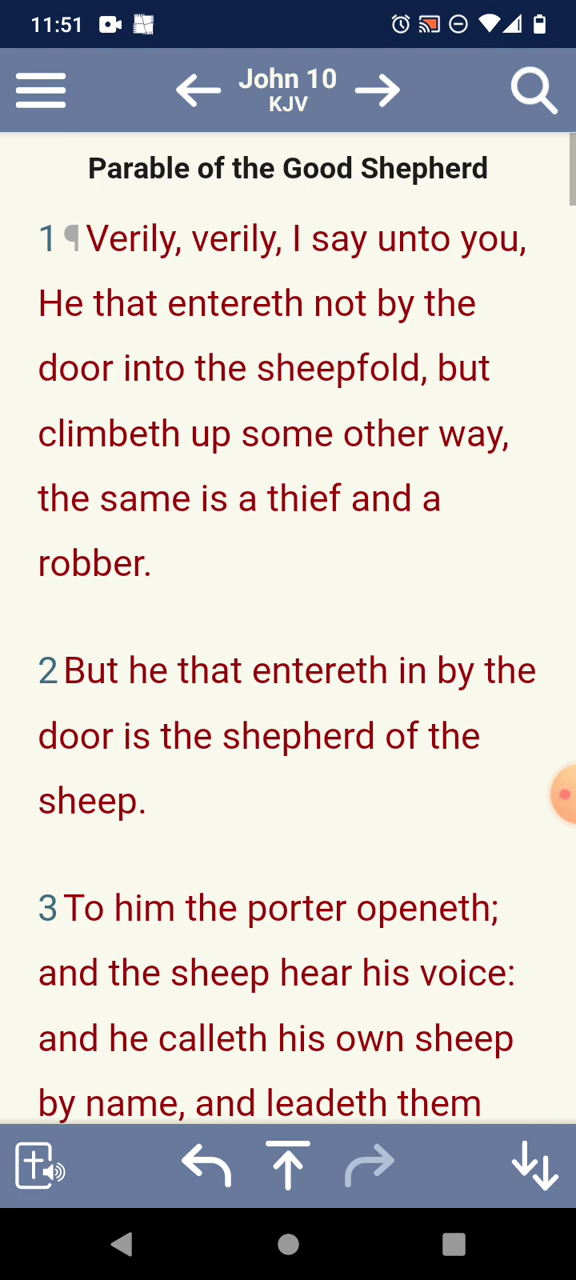 11:51
John 10
KJV
Parable of the Good Shepherd
1 ¶ Verily, verily, I say unto you,
He that entereth not by the
door into the sheepfold, but
climbeth up some other way,
the same is a thief and a
robber.
2 But he that entereth in by the
door is the shepherd of the
sheep.
3 To him the porter openeth;
and the sheep hear his voice:
and he calleth his own sheep
by name, and leadeth them